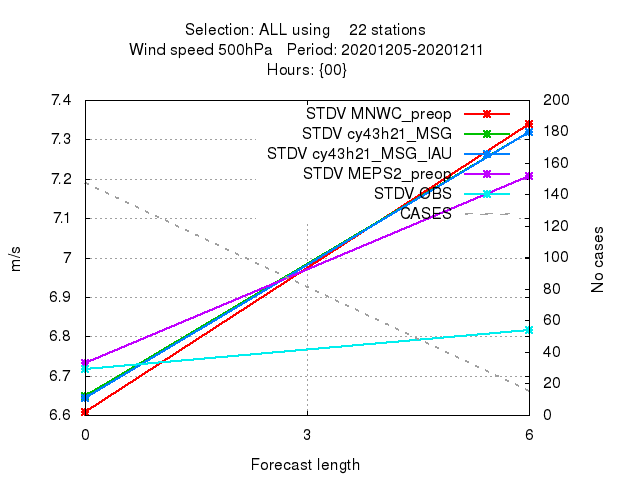 Selection: ALL using    22 stations
Wind speed 500hPa   Period: 20201205-20201211
Hours: {00}
7.4
7.3
7.2
7.1
7
6.9
6.8
6.7
6.6
200
180
160
140
120
100
80
60
40
20
0
STDV MNWC_preop
STDV cy43h21_MSG
STDV cy43h21_MSG_IAU
STDV MEPS2_preop
STDV OBS
CASES
m/s
No cases
0
3
6
Forecast length